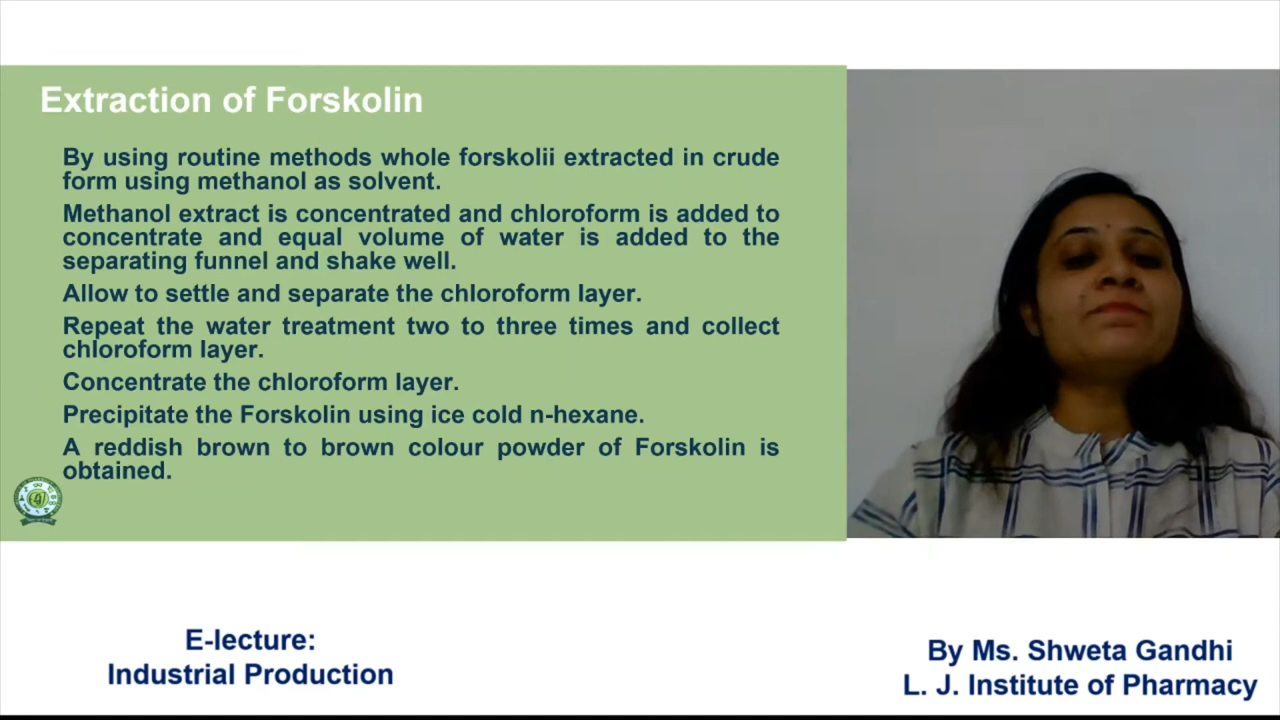 Extraction of Forskolin
By using routine methods whole forskolii extracted in crude
form using methanol as solvent.
Methanol extract is concentrated and chloroform is added to
concentrate and equal volume of water is added to the
separating funnel and shake well.
Allow to settle and separate the chloroform layer.
Repeat the water treatment two to three times and collect
chloroform layer.
Concentrate the chloroform layer.
Precipitate the Forskolin using ice cold n-hexane.
A reddish brown to brown colour powder of Forskolin is
obtained.
E-lecture:
Industrial Production
By Ms. Shweta Gandhi
L. J. Institute of Pharmacy